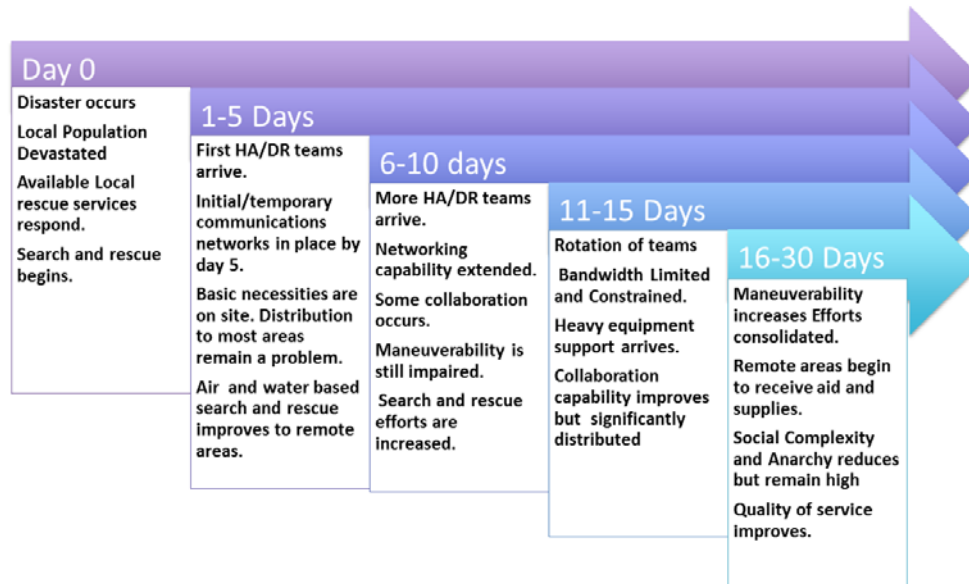 Day 0
Disaster occurs
Local Population
Devastated
Available Local
rescue services
respond.
Search and rescue
begins.
1-5 Days
First HA/DR teams
arrive.
Initial/temporary
communications
networks in place by
day 5.
Basic necessities are
on site. Distribution
to most areas
remain a problem.
Air and water based
search and rescue
improves to remote
areas.
6-10 days
More HA/DR teams
arrive.
Networking
capability extended.
Some collaboration
occurs.
Maneuverability is
still impaired.
Search and rescue
efforts are
increased.
11-15 Days
Rotation of teams
Bandwidth Limited
and Constrained.
Heavy equipment
support arrives.
Collaboration
capability improves
but significantly
distributed
16-30 Days
Maneuverability
increases Efforts
consolidated.
Remote areas begin
to receive aid and
supplies.
Social Complexity
and Anarchy reduces
but remain high
Quality of service
improves.